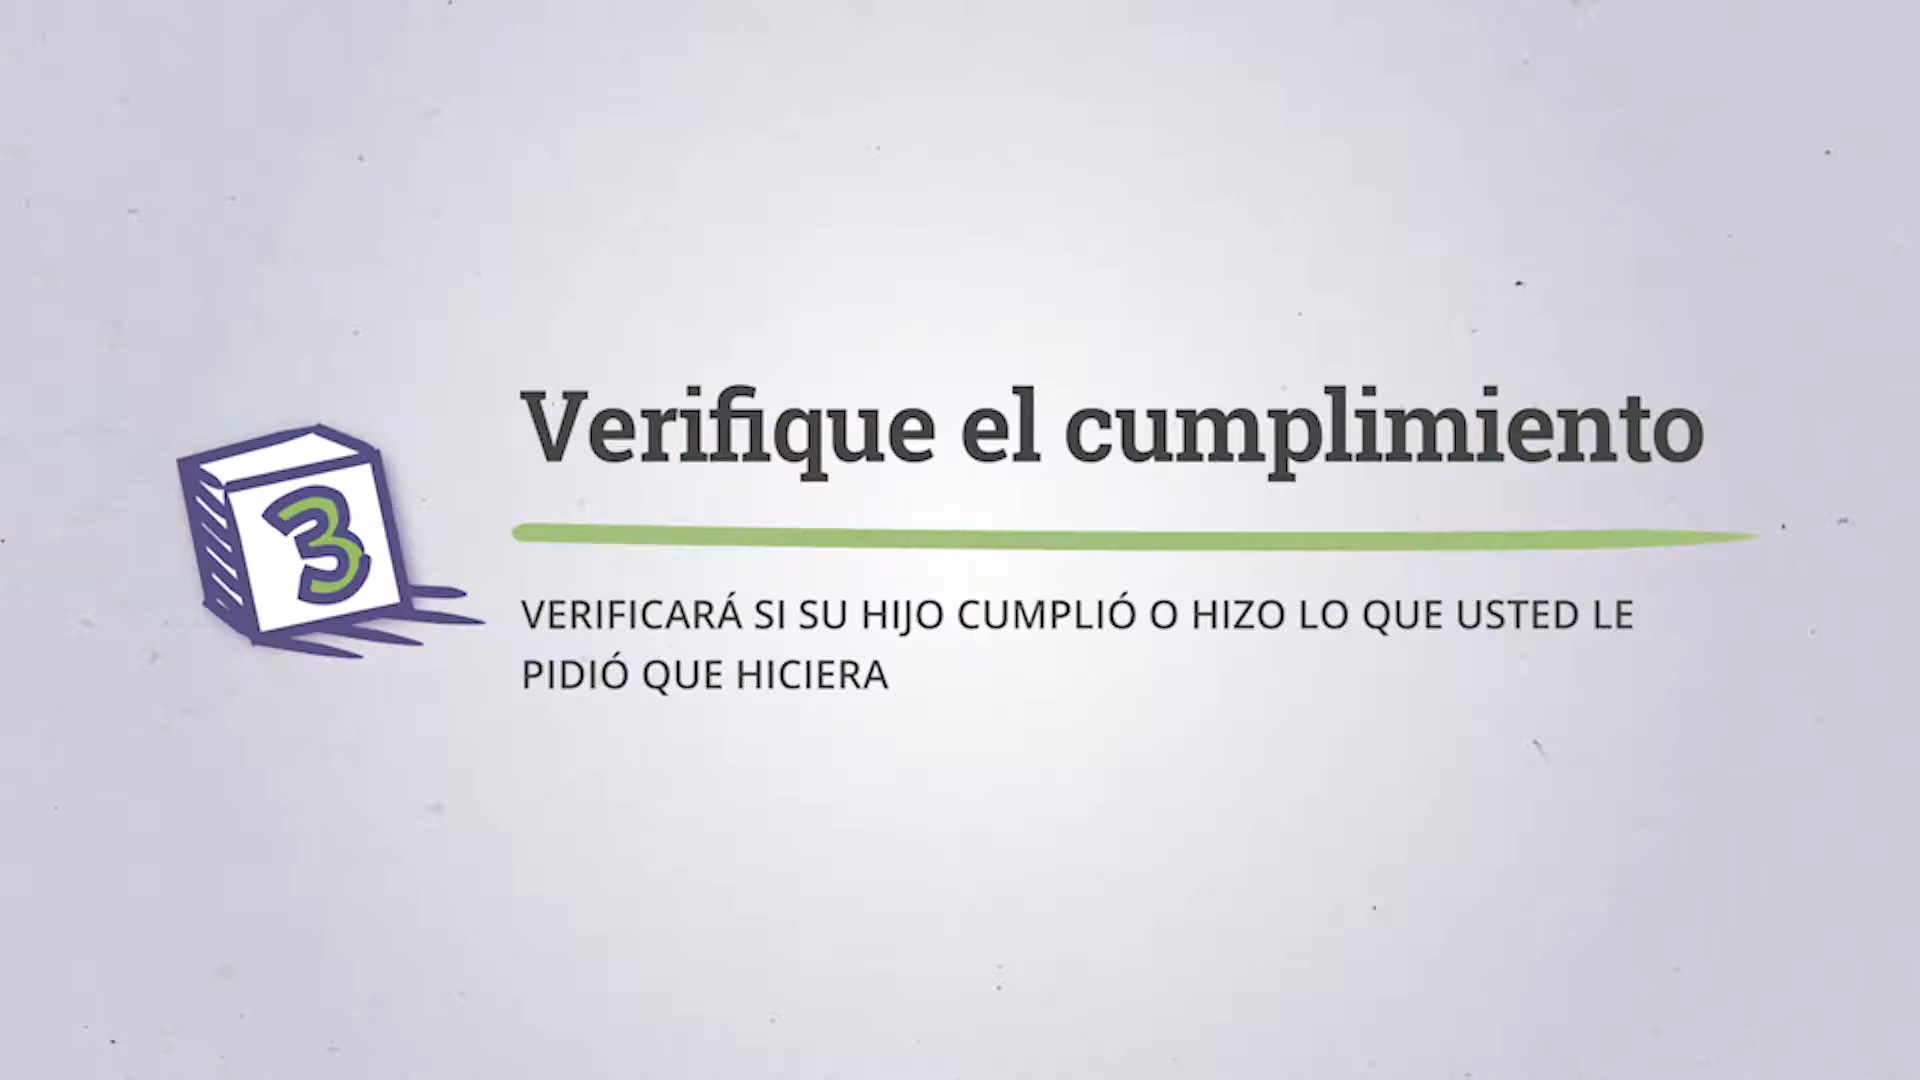 3
Verifique el cumplimiento
VERIFICARÁ SI SU HIJO CUMPLIÓ O HIZO LO QUE USTED LE
PIDIÓ QUE HICIERA